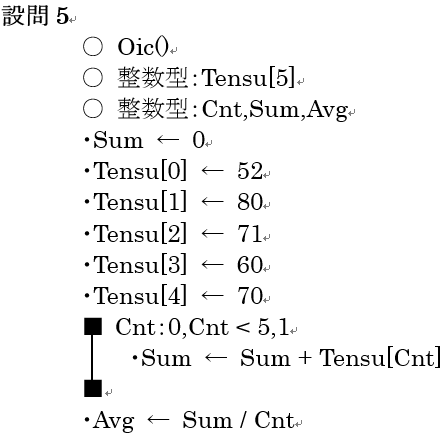 設問 5
○ Oic()
○ 整数型:Tensu[5]
○ 整数型:Cnt,Sum,Avg
・Sum ← 0
・Tensu[0] ← 52
・Tensu[1] ← 80
・Tensu[2] ← 71
・Tensu[3] ← 60
・Tensu[4] ← 70
■ Cnt:0,Cnt < 5,1
・Sum ← Sum + Tensu[Cnt]
■
・Avg ← Sum / Cnt